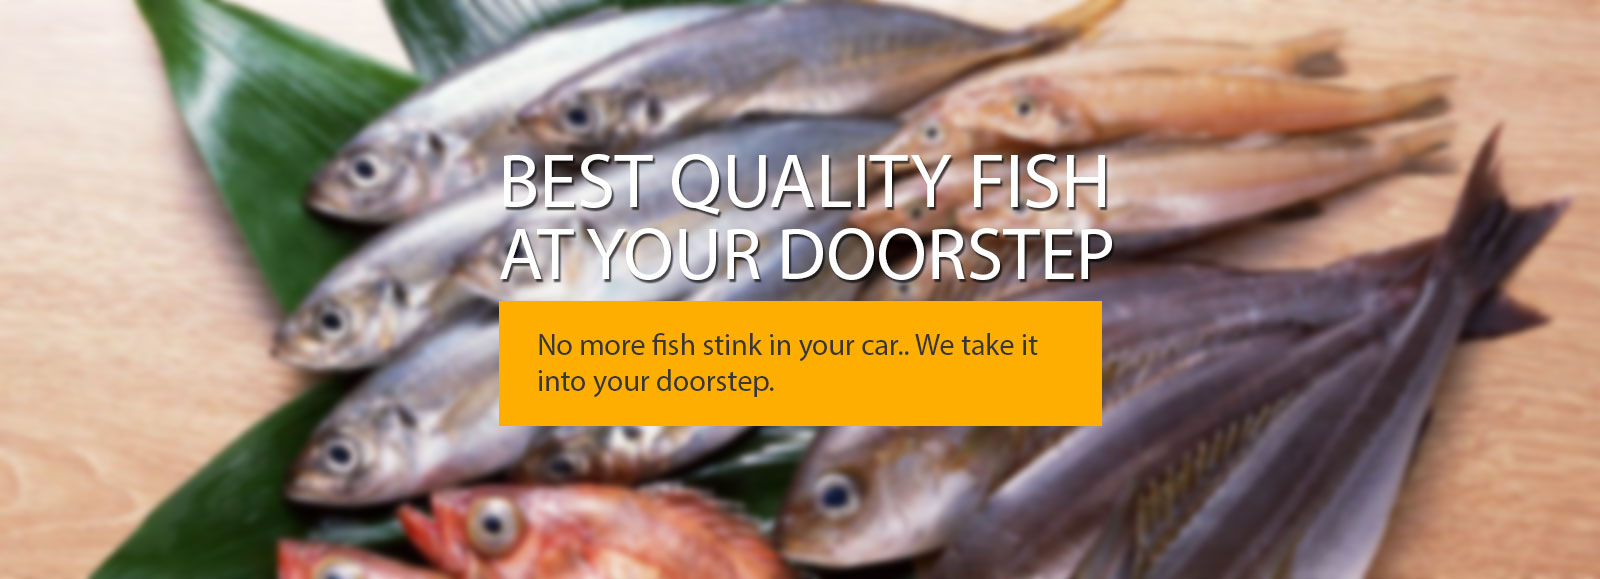 BEST QUALITY FISH
AT YOUR DOORSTEP
No more fish stink in your car.. We take it
into your doorstep.